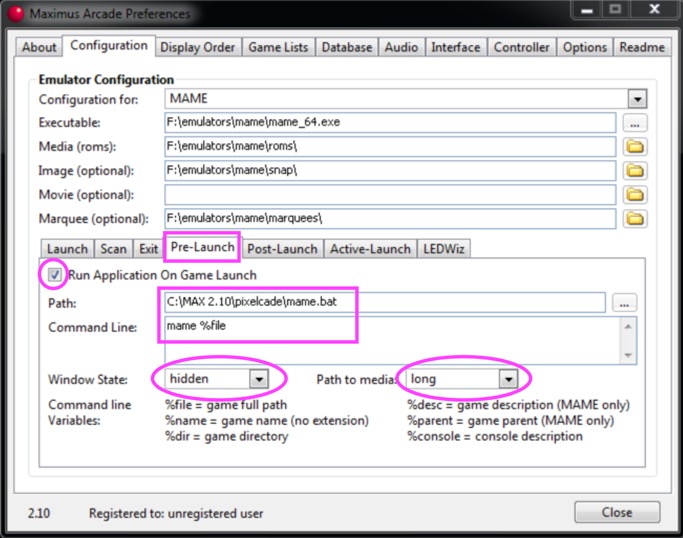 Maximus Arcade Preferences
About Configuration Display Order Game Lists Database Audio Interface Controller Options Readme
Emulator Configuration
Configuration for: MAME
Executable: F:\emulators\mame\mame_64.exe ...
Media (roms): F:\emulators\mame\roms\
Image (optional): F:\emulators\mame\snap\
Movie (optional):
Marquee (optional): F:\emulators\mame\marquees\
Launch Scan Exit Pre-Launch Post-Launch Active-Launch LEDWiz
Run Application On Game Launch
Path: C:\MAX 2.10\pixelcade\mame.bat ...
Command Line: mame %file
Window State: hidden Path to media: long
Command line %file = game full path %desc = game description (MAME only)
Variables: %name = game name (no extension) %parent = game parent (MAME only)
%dir = game directory %console = console description
2.10 Registered to: unregistered user Close